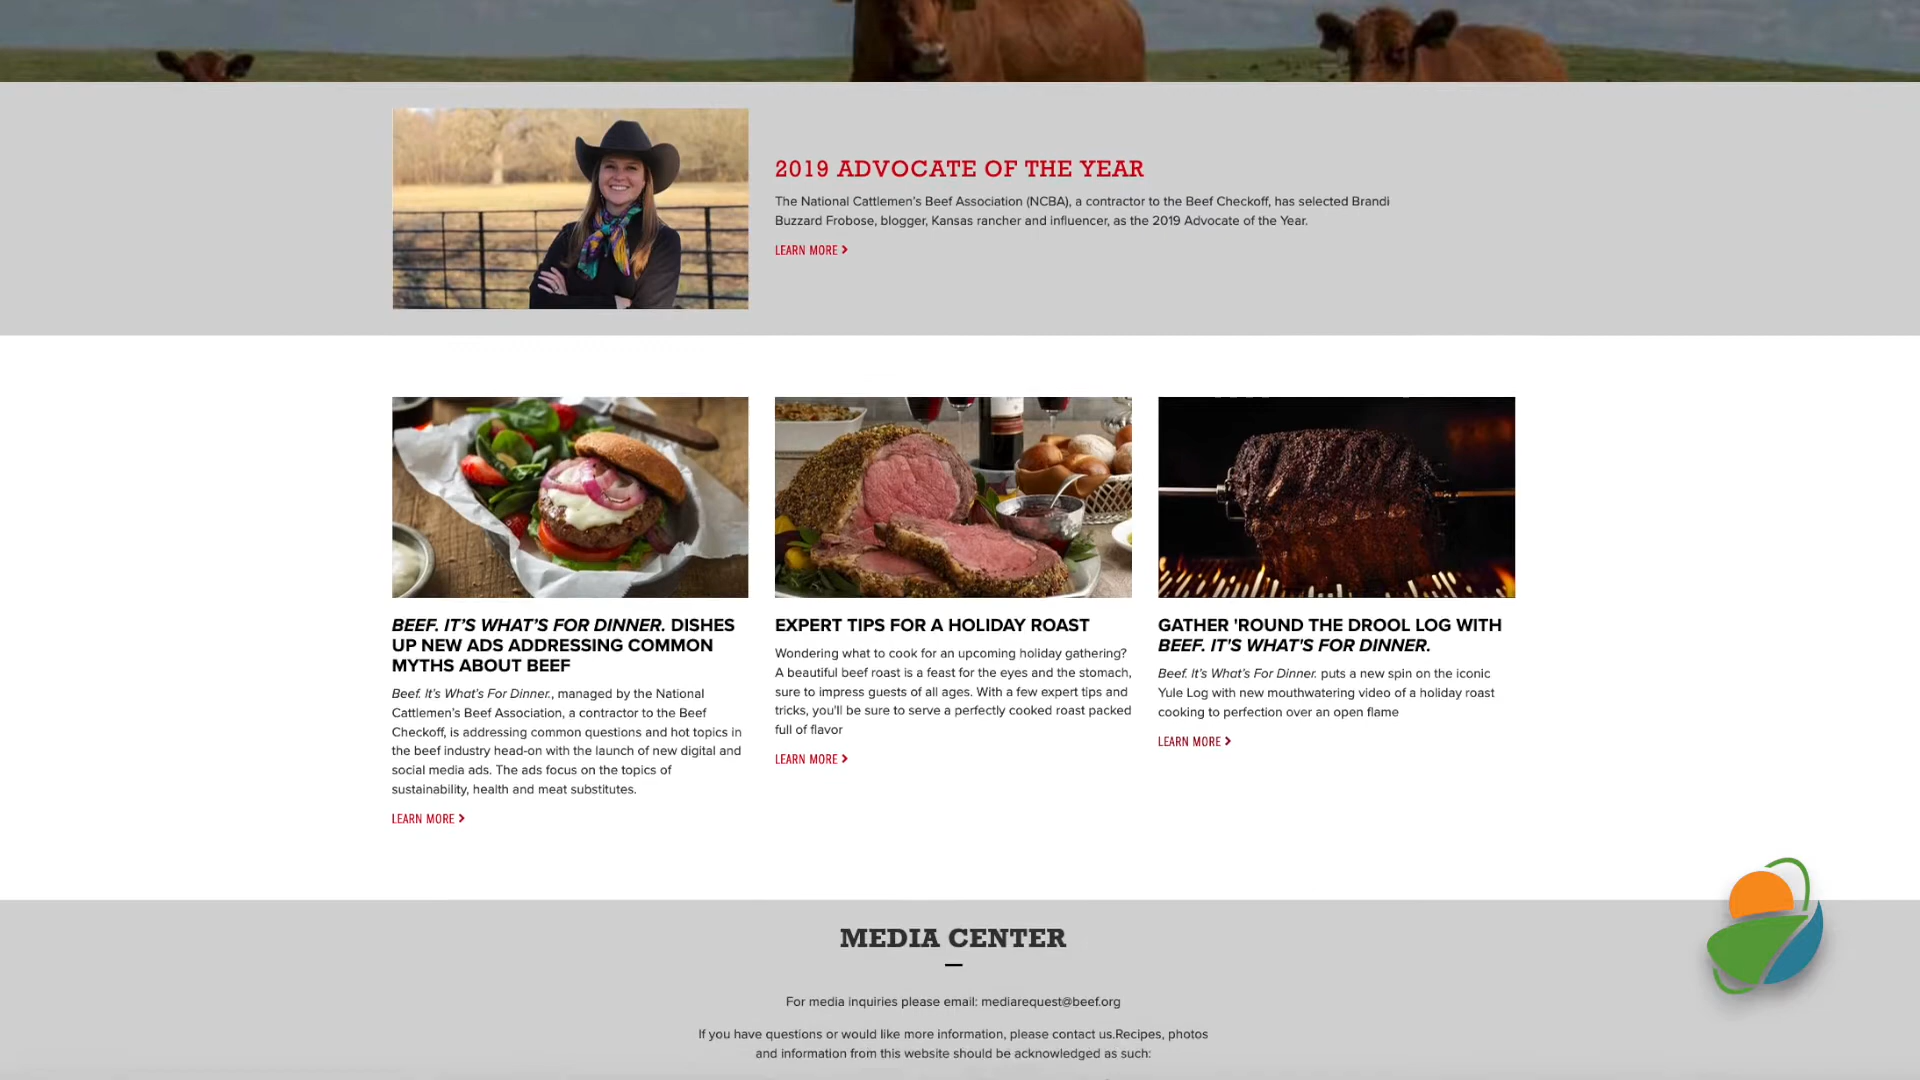 2019 ADVOCATE OF THE YEAR
The National Cattlemen's Beef Association (NCBA), a contractor to the Beef Checkoff, has selected Brandi
Buzzard Frobose, blogger, Kansas rancher and influencer, as the 2019 Advocate of the Year.
LEARN MORE
BEEF. IT'S WHAT'S FOR DINNER. DISHES
UP NEW ADS ADDRESSING COMMON
MYTHS ABOUT BEEF
Beef. It's What's For Dinner., managed by the National
Cattlemen's Beef Association, a contractor to the Beef
Checkoff, is addressing common questions and hot topics in
the beef industry head-on with the launch of new digital and
social media ads. The ads focus on the topics of
sustainability, health and meat substitutes.
LEARN MORE
EXPERT TIPS FOR A HOLIDAY ROAST
Wondering what to cook for an upcoming holiday gathering?
A beautiful beef roast is a feast for the eyes and the stomach,
sure to impress guests of all ages. With a few expert tips and
tricks, you'll be sure to serve a perfectly cooked roast packed
full of flavor
LEARN MORE
GATHER 'ROUND THE DROOL LOG WITH
BEEF. IT'S WHAT'S FOR DINNER.
Beef. It's What's For Dinner. puts a new spin on the iconic
Yule Log with new mouthwatering video of a holiday roast
cooking to perfection over an open flame
LEARN MORE
MEDIA CENTER
For media inquiries please email: mediarequest@beef.org
If you have questions or would like more information, please contact us.Recipes, photos
and information from this website should be acknowledged as such: